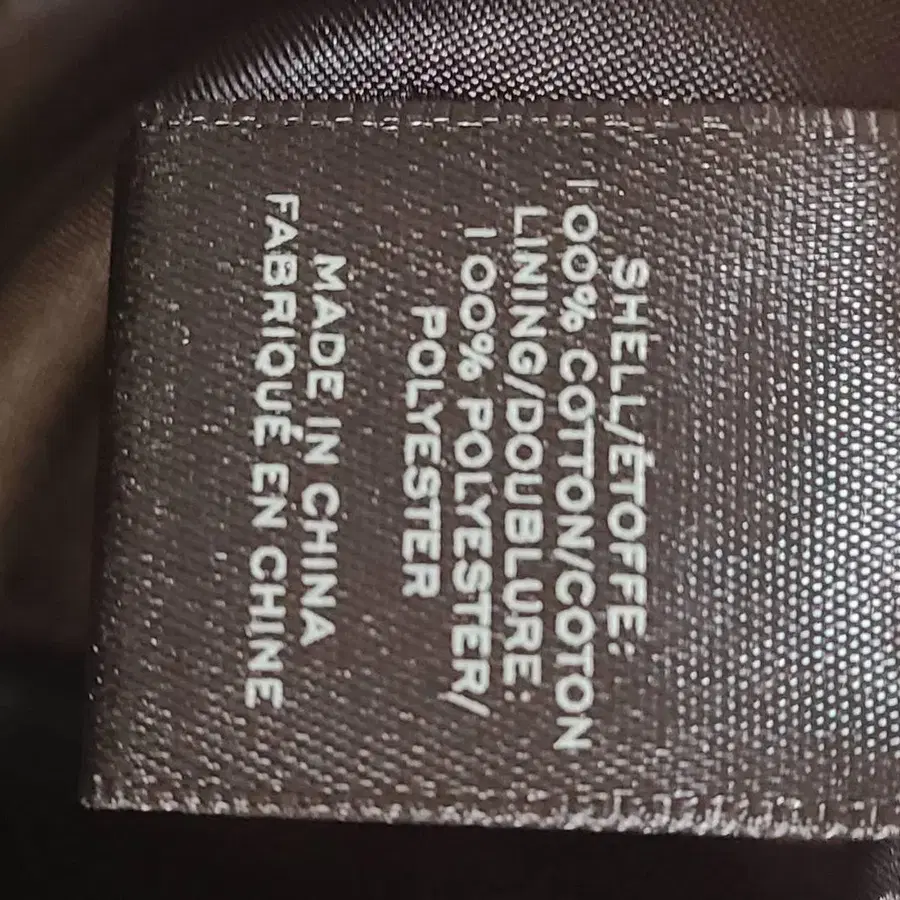 SHELL/ÉTOFFE:
100% COTTON/COTON
LINING/DOUBLURE:
100% POLYESTER/
POLYESTER
MADE IN CHINA
FABRIQUÉ EN CHINE